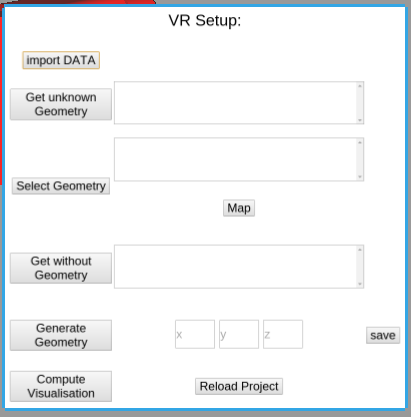 VR Setup:
import DATA
Get unknown
Geometry
Select Geometry
Map
Get without
Geometry
Generate
Geometry
x y z
save
Compute
Visualisation
Reload Project